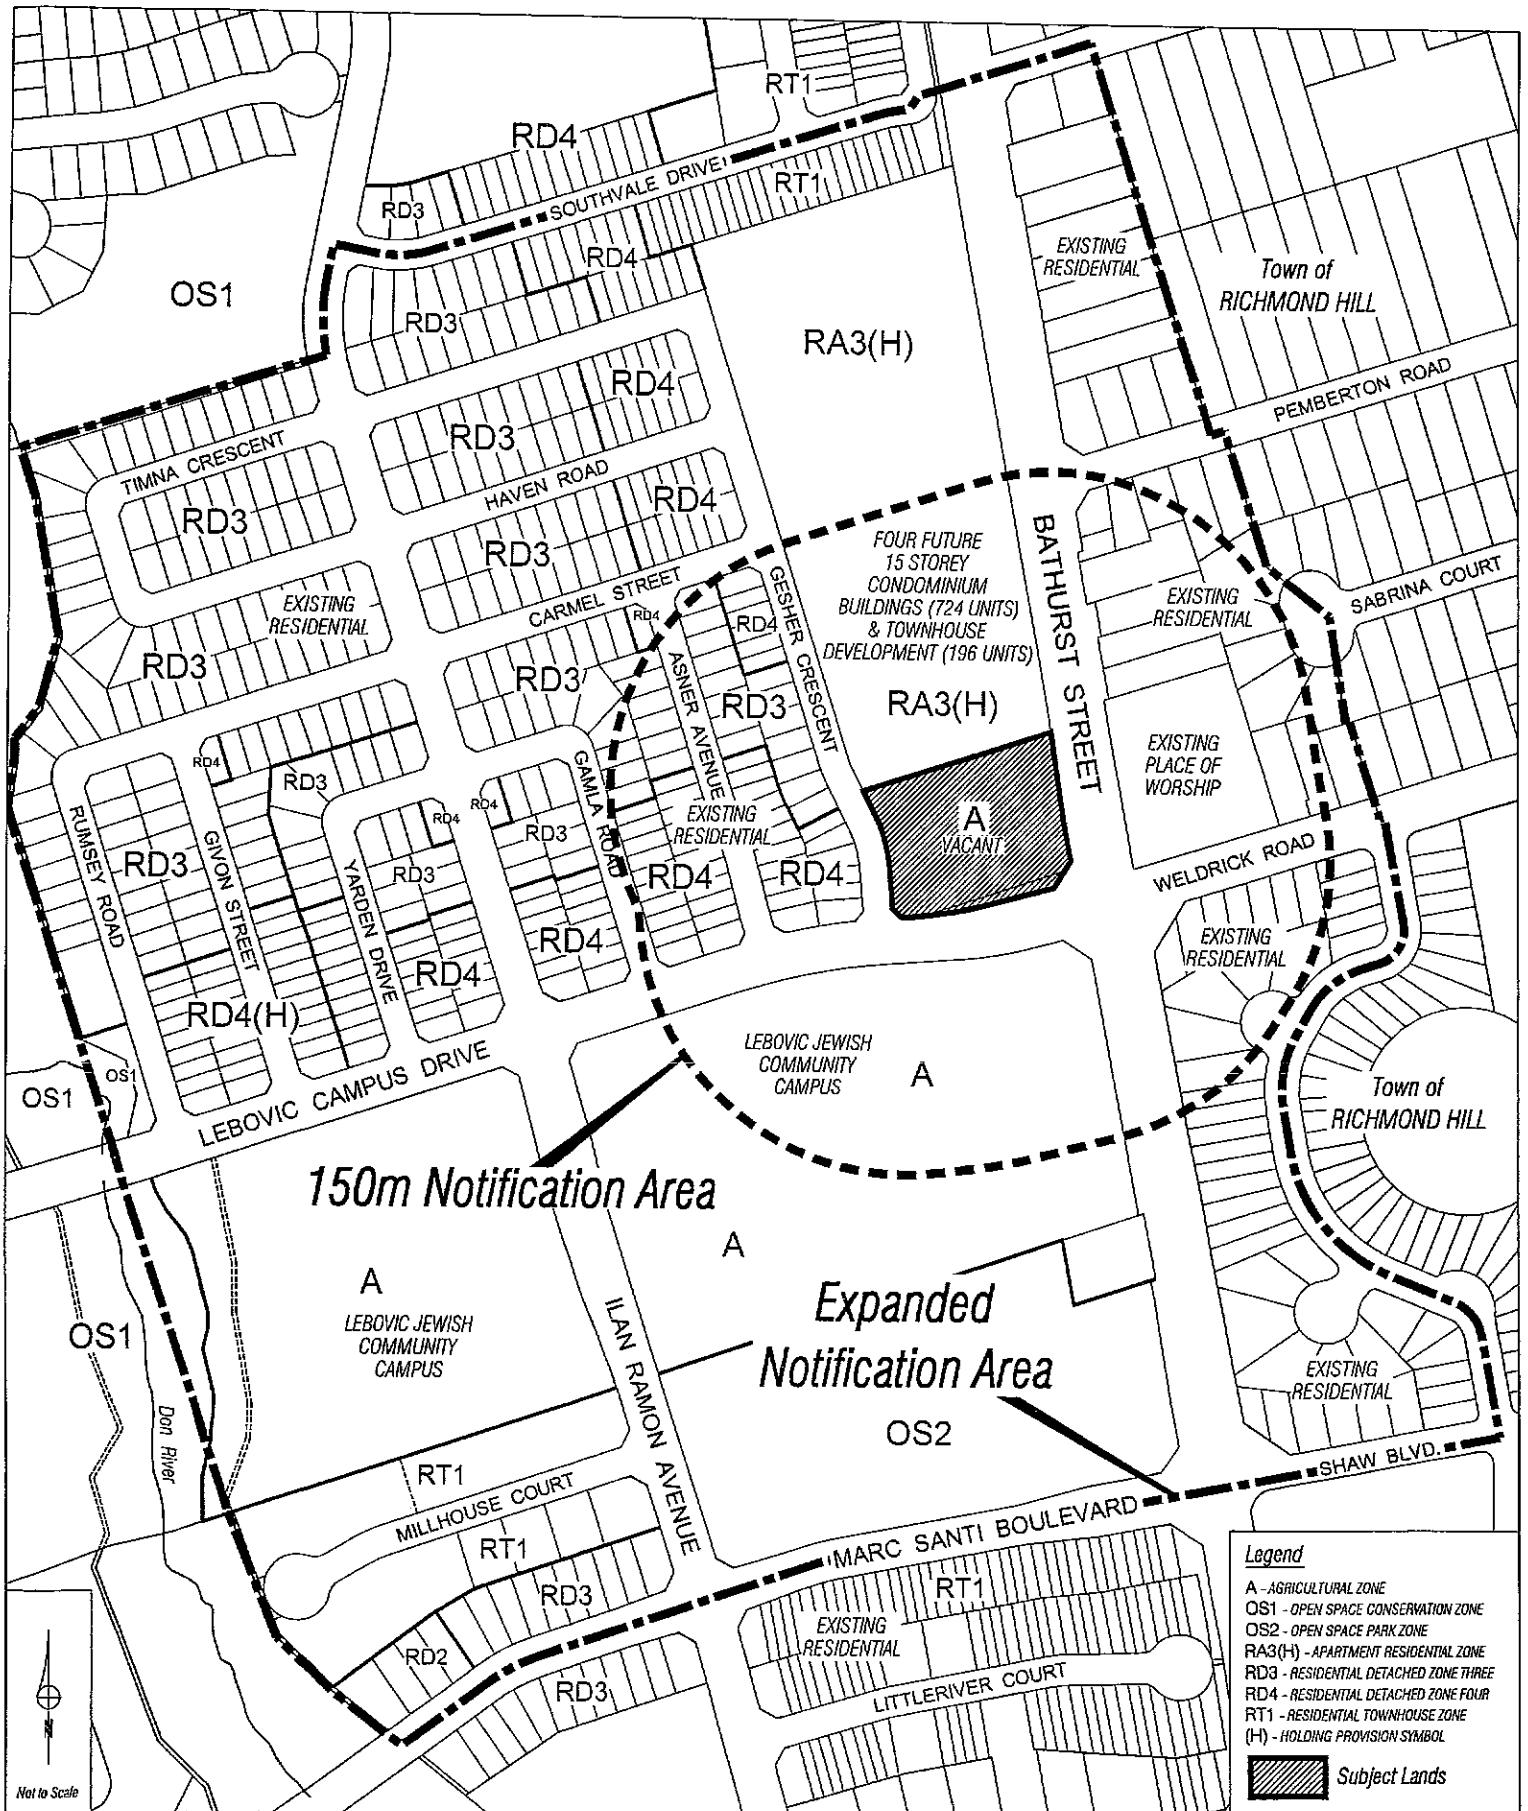 RT1
RD4
SOUTHVALE DRIVE
RT1
RD3
RD4
EXISTING
RESIDENTIAL
Town of
RICHMOND HILL
OS1
RD3
RA3(H)
RD4
PEMBERTON ROAD
RD3
TIMNA CRESCENT
HAVEN ROAD
RD4
RD3
RD3
BATHURST STREET
FOUR FUTURE
15 STOREY
CONDOMINIUM
BUILDINGS (724 UNITS)
& TOWNHOUSE
DEVELOPMENT (196 UNITS)
RA3(H)
CARMEL STREET
GESHER CRESCENT
EXISTING
RESIDENTIAL
SABRINA COURT
EXISTING
RESIDENTIAL
RD4
RD4
RD3
RD3
ASNER AVENUE
RD3
EXISTING
PLACE OF
WORSHIP
RD4
RD3
GAMLA ROAD
RD4
RD4
RD3
EXISTING
RESIDENTIAL
A
VACANT
RUMSEY ROAD
RD3
GIVON STREET
YARDEN DRIVE
RD3
RD4
RD4
WELDRICK ROAD
RD4
RD4
EXISTING
RESIDENTIAL
RD4(H)
LEBOVIC CAMPUS DRIVE
LEBOVIC JEWISH
COMMUNITY
CAMPUS
A
OS1
OS1
Town of
RICHMOND HILL
150m Notification Area
A
A
LEBOVIC JEWISH
COMMUNITY
CAMPUS
OS1
ILAN RAMON AVENUE
Expanded
Notification Area
EXISTING
RESIDENTIAL
Don River
OS2
SHAW BLVD.
RT1
MILLHOUSE COURT
RT1
MARC SANTI BOULEVARD
RD3
RT1
EXISTING
RESIDENTIAL
RD2
RD3
LITTLERIVER COURT
N
Not to Scale
Legend
A - AGRICULTURAL ZONE
OS1 - OPEN SPACE CONSERVATION ZONE
OS2 - OPEN SPACE PARK ZONE
RA3(H) - APARTMENT RESIDENTIAL ZONE
RD3 - RESIDENTIAL DETACHED ZONE THREE
RD4 - RESIDENTIAL DETACHED ZONE FOUR
RT1 - RESIDENTIAL TOWNHOUSE ZONE
(H) - HOLDING PROVISION SYMBOL
Subject Lands